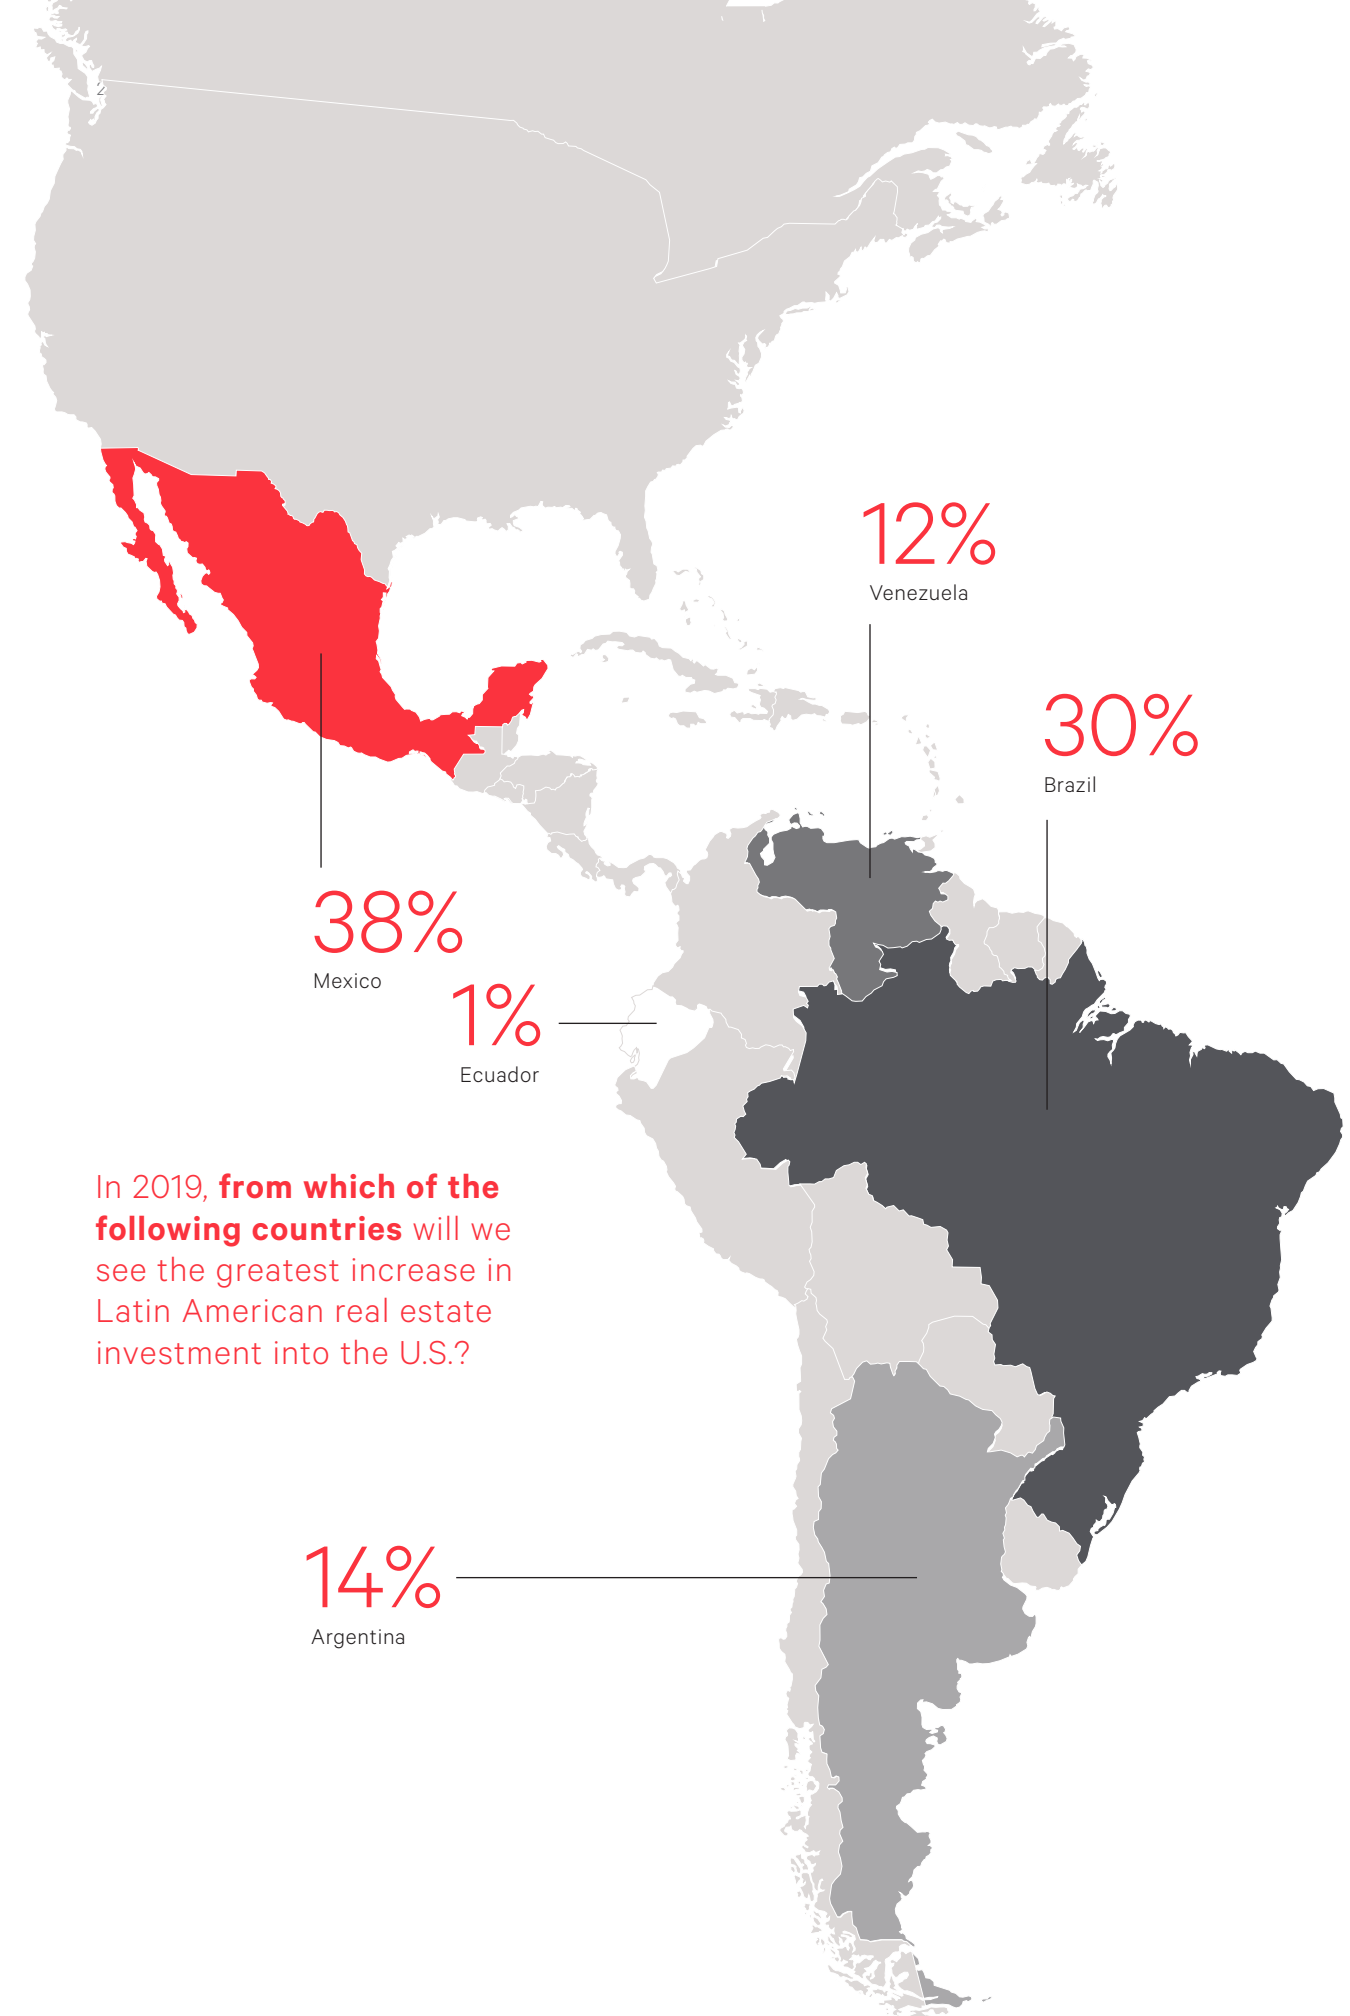 2
12%
Venezuela
30%
Brazil
38%
Mexico
1%
Ecuador
In 2019, from which of the
following countries will we
see the greatest increase in
Latin American real estate
investment into the U.S.?
14%
Argentina